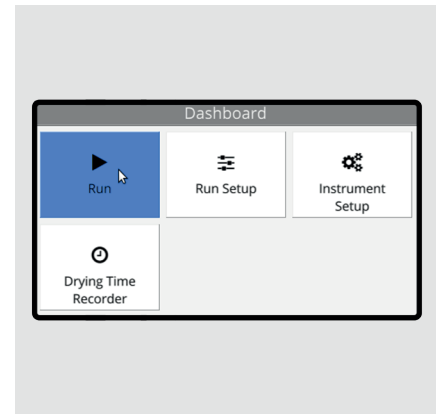 Dashboard
Run
Run Setup
Instrument
Setup
Drying Time
Recorder